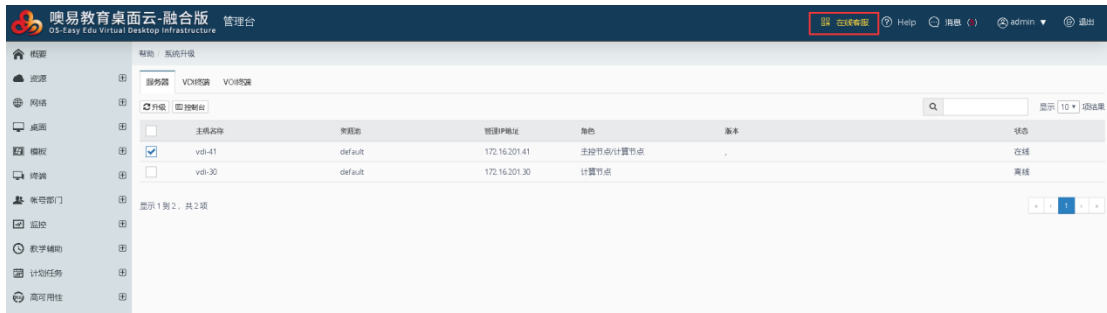 噢易教育桌面云-融合版 管理台
OS-Easy Edu Virtual Desktop Infrastructure
在线客服 Help 消息 ( ) admin ▼ 退出
概要
资源
网络
桌面
模板
终端
帐号部门
监控
教学辅助
计划任务
高可用性
帮助 / 系统升级
服务器 VDI终端 VOI终端
升级 控制台
显示 10 项结果
主机名称 资源池 管理IP地址 角色 版本 状态
vdi-41 default 172.16.201.41 主控节点/计算节点 , 在线
vdi-30 default 172.16.201.30 计算节点 离线
显示 1 到 2 , 共 2 项
« ‹ 1 › »